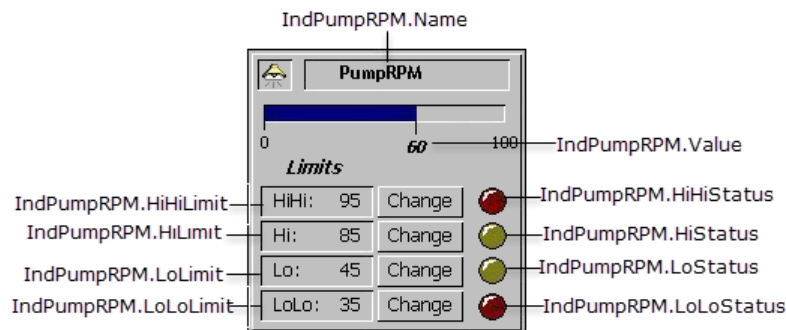 IndPumpRPM.Name
PumpRPM
0 60 100 IndPumpRPM.Value
Limits
IndPumpRPM.HiHiLimit HiHi: 95 Change IndPumpRPM.HiHiStatus
IndPumpRPM.HiLimit Hi: 85 Change IndPumpRPM.HiStatus
IndPumpRPM.LoLimit Lo: 45 Change IndPumpRPM.LoStatus
IndPumpRPM.LoLoLimit LoLo: 35 Change IndPumpRPM.LoLoStatus